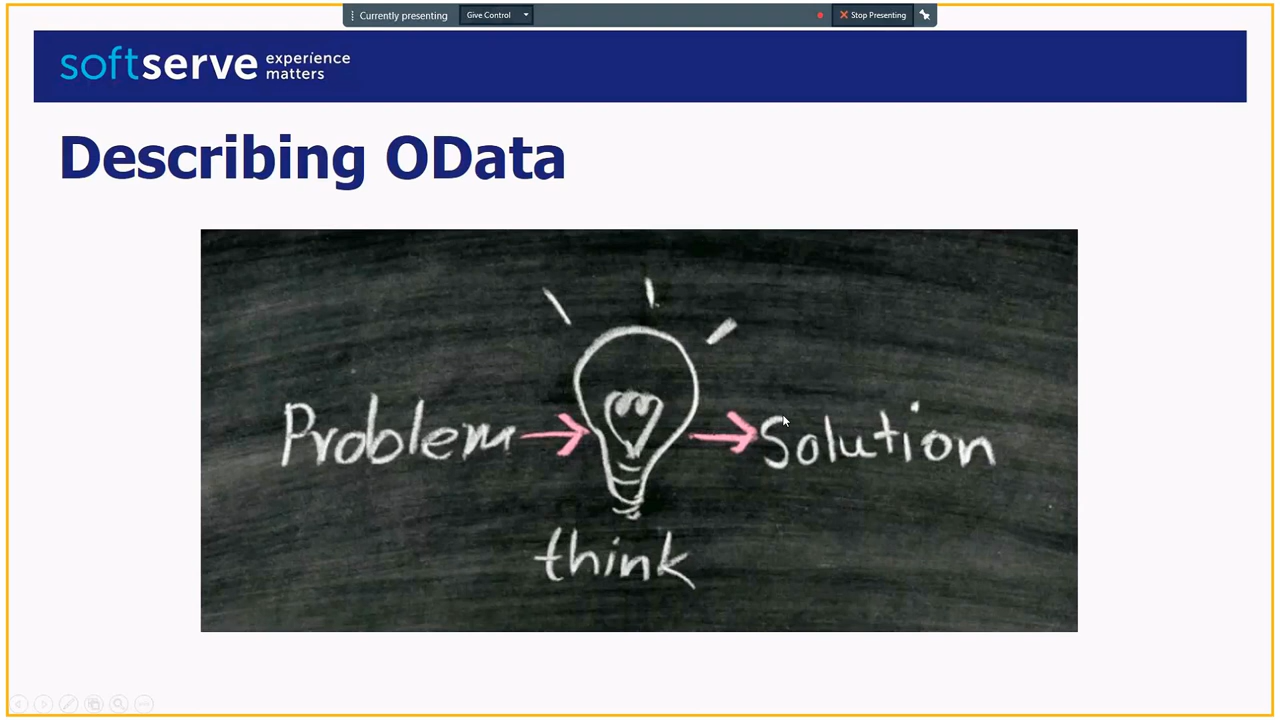 Currently presenting Give Control Stop Presenting
softserve experience matters
Describing OData
Problem → → Solution
think